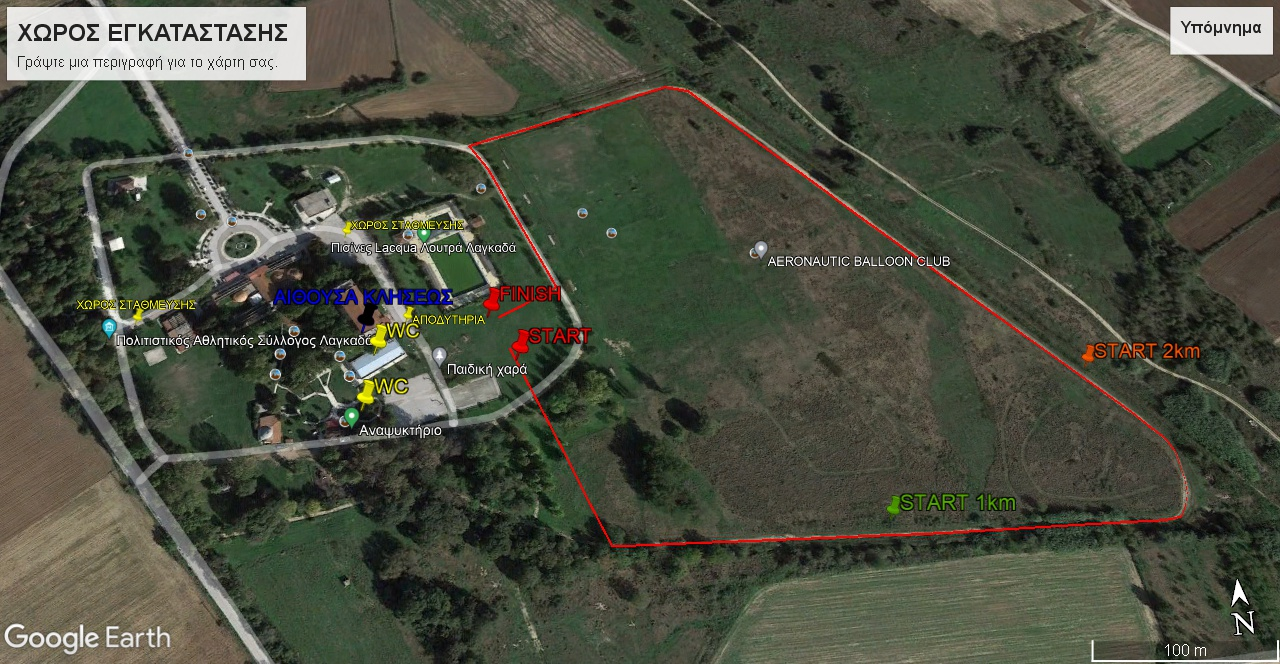 ΧΩΡΟΣ ΕΓΚΑΤΑΣΤΑΣΗΣ
Γράψτε μια περιγραφή για το χάρτη σας.
Υπόμνημα
ΧΩΡΟΣ ΣΤΑΘΜΕΥΣΗΣ
Πισίνες Lacqua Λουτρά Λαγκαδά
AERONAUTIC BALLOON CLUB
ΑΙΘΟΥΣΑ ΚΛΗΣΕΩΣ
FINISH
ΧΩΡΟΣ ΣΤΑΘΜΕΥΣΗΣ
ΑΠΟΔΥΤΗΡΙΑ
WC
START
Πολιτιστικός Αθλητικός Σύλλογος Λαγκαδά
START 2km
Παιδική χαρά
WC
Αναψυκτήριο
START 1km
N
Google Earth
100 m